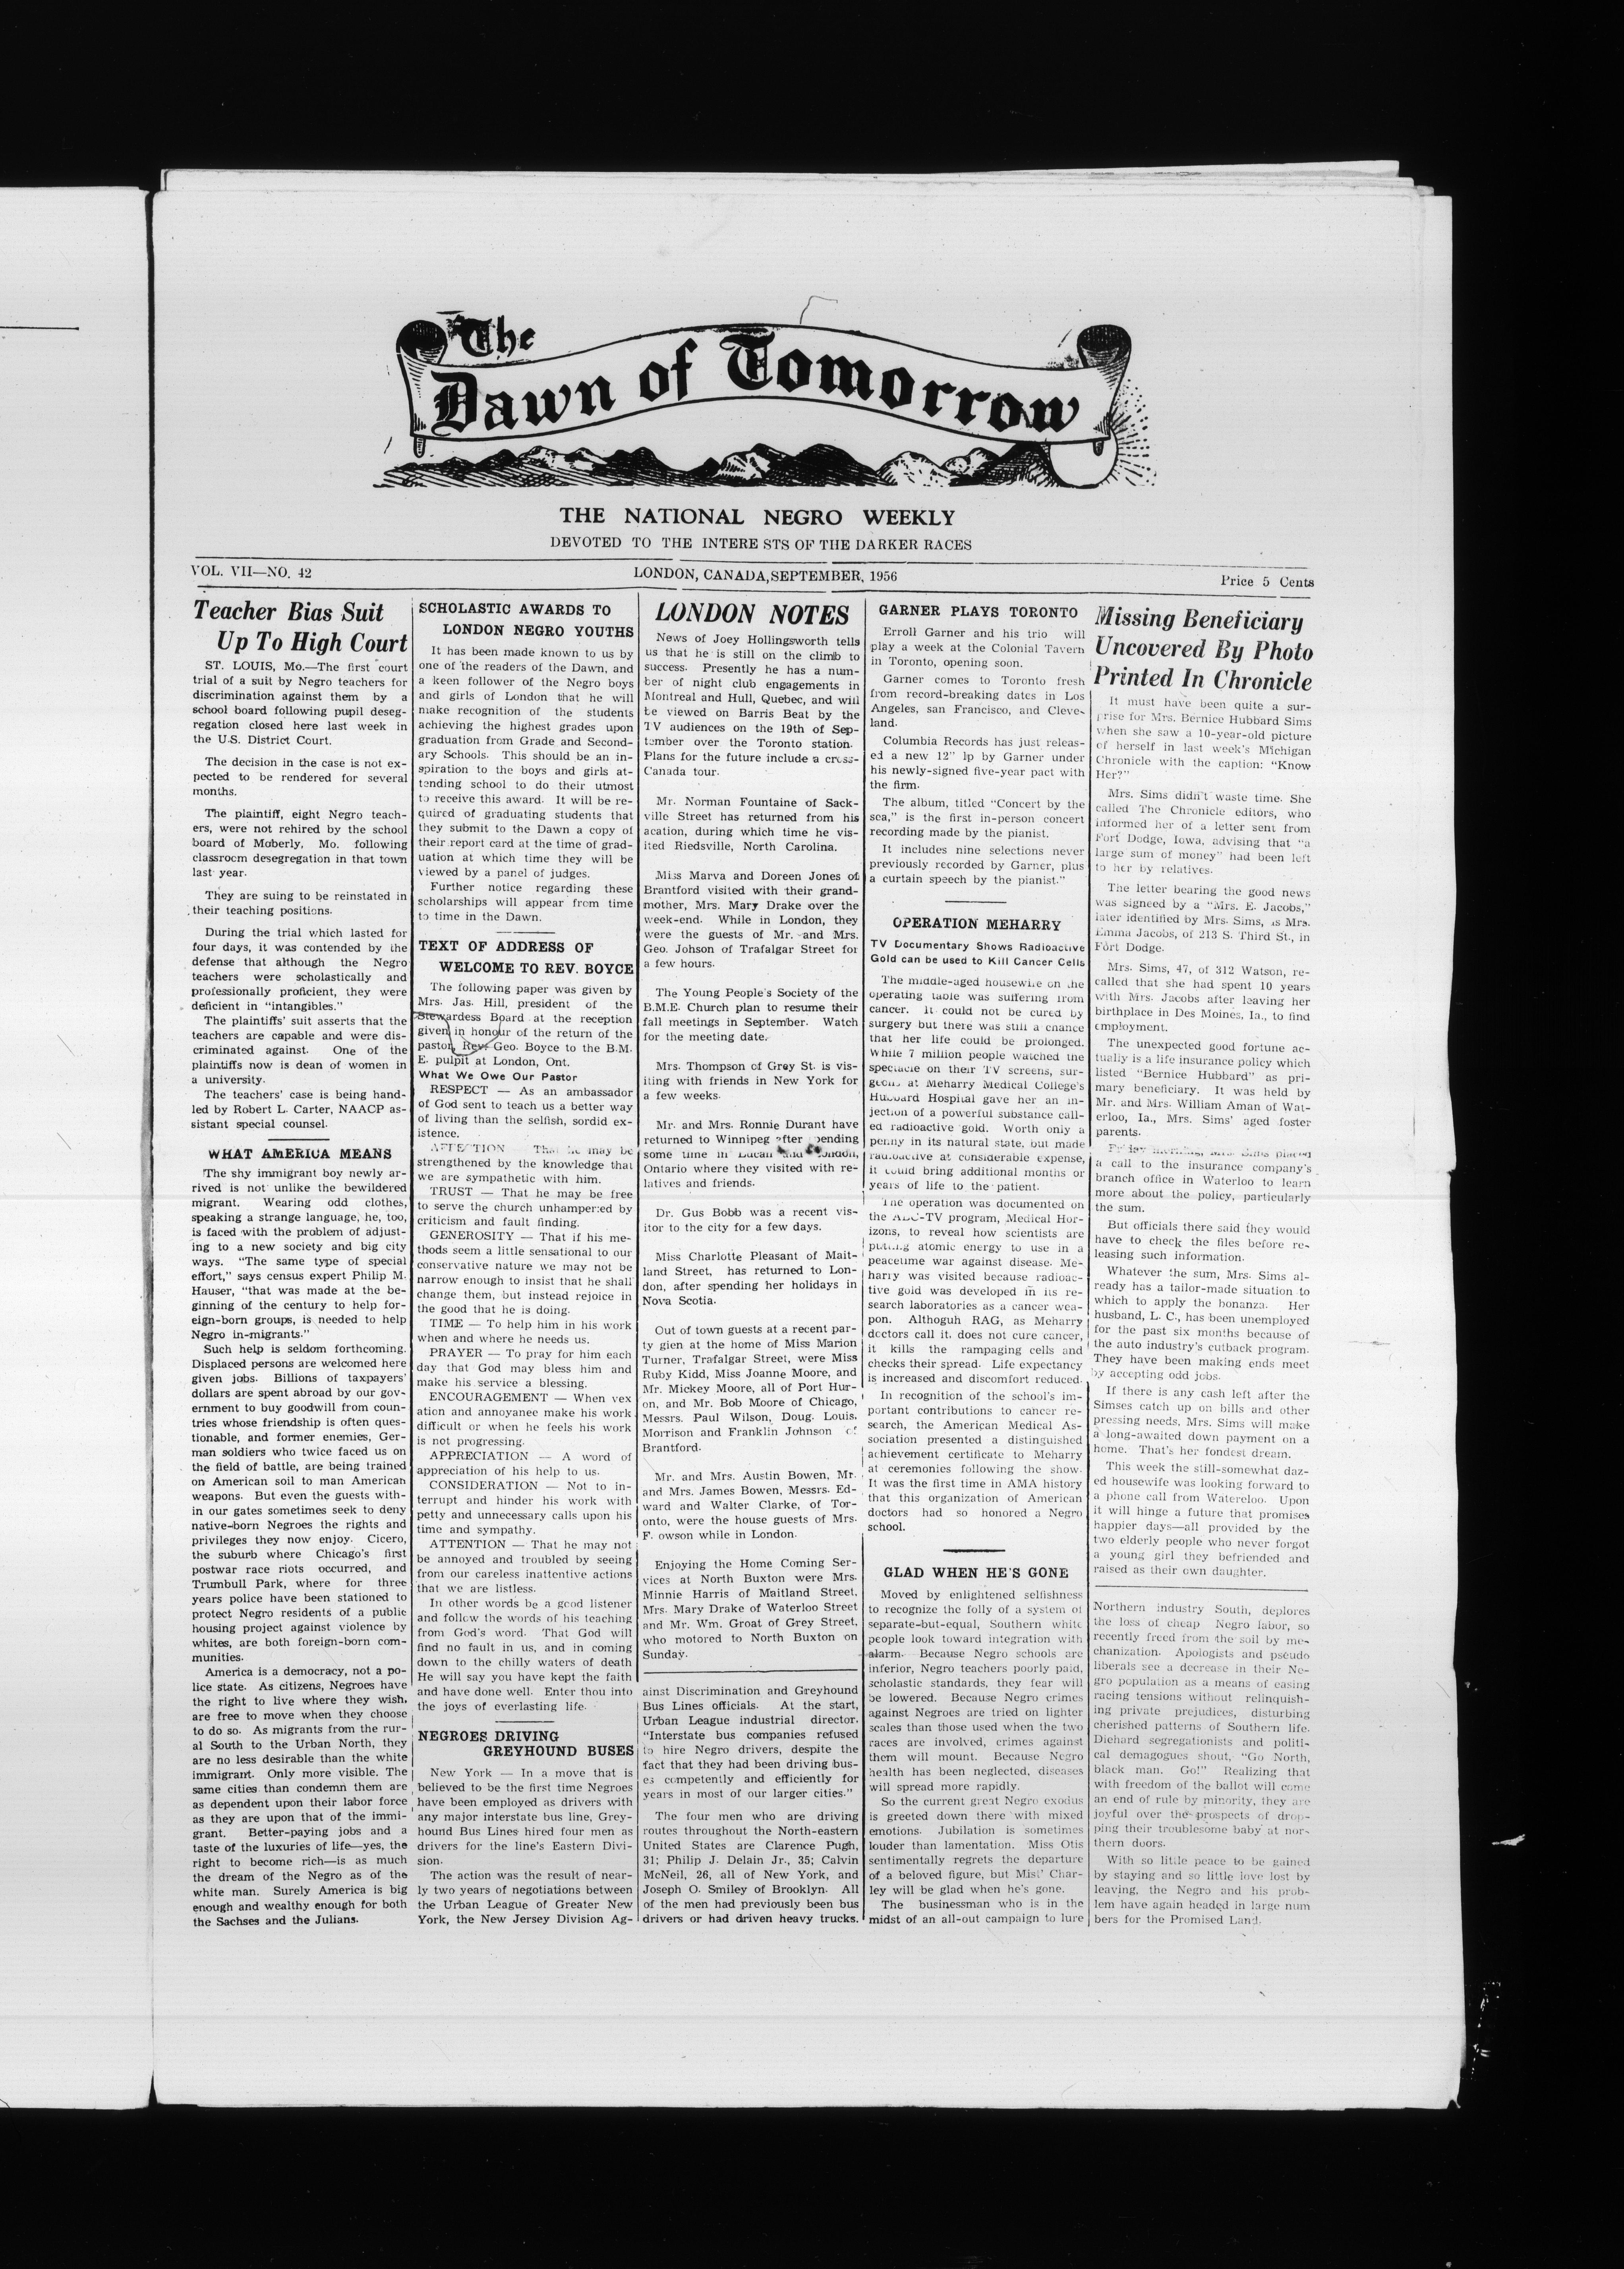 The
Dawn of Tomorrow
THE NATIONAL NEGRO WEEKLY
DEVOTED TO THE INTERE STS OF THE DARKER RACES
VOL. VII—NO. 42
LONDON, CANADA, SEPTEMBER, 1956
Price 5 Cents
Teacher Bias Suit
Up To High Court
ST. LOUIS, Mo.—The first court
trial of a suit by Negro teachers for
discrimination against them by a
school board following pupil deseg-
regation closed here last week in
the U.S. District Court.
The decision in the case is not ex-
pected to be rendered for several
months.
The plaintiff, eight Negro teach-
ers, were not rehired by the school
board of Moberly, Mo. following
classroom desegregation in that town
last year.
They are suing to be reinstated in
their teaching positions.
During the trial which lasted for
four days, it was contended by the
defense that although the Negro
teachers were scholastically and
professionally proficient, they were
deficient in "intangibles."
The plaintiffs' suit asserts that the
teachers are capable and were dis-
criminated against. One of the
plaintiffs now is dean of women in
a university.
The teachers' case is being hand-
led by Robert L. Carter, NAACP as-
sistant special counsel.
WHAT AMERICA MEANS
The shy immigrant boy newly ar-
rived is not unlike the bewildered
migrant. Wearing odd clothes,
speaking a strange language, he, too,
is faced with the problem of adjust-
ing to a new society and big city
ways. "The same type of special
effort," says census expert Philip M.
Hauser, "that was made at the be-
ginning of the century to help for-
eign-born groups, is needed to help
Negro in-migrants."
Such help is seldom forthcoming.
Displaced persons are welcomed here
given jobs. Billions of taxpayers'
dollars are spent abroad by our gov-
ernment to buy goodwill from coun-
tries whose friendship is often ques-
tionable, and former enemies, Ger-
man soldiers who twice faced us on
the field of battle, are being trained
on American soil to man American
weapons. But even the guests with-
in our gates sometimes seek to deny
native-born Negroes the rights and
privileges they now enjoy. Cicero,
the suburb where Chicago's first
postwar race riots occurred, and
Trumbull Park, where for three
years police have been stationed to
protect Negro residents of a public
housing project against violence by
whites, are both foreign-born com-
munities.
America is a democracy, not a po-
lice state. As citizens, Negroes have
the right to live where they wish,
are free to move when they choose
to do so. As migrants from the rur-
al South to the Urban North, they
are no less desirable than the white
immigrant. Only more visible. The
same cities than condemn them are
as dependent upon their labor force
as they are upon that of the immi-
grant. Better-paying jobs and a
taste of the luxuries of life—yes, the
right to become rich—is as much
the dream of the Negro as of the
white man. Surely America is big
enough and wealthy enough for both
the Sachses and the Julians.
SCHOLASTIC AWARDS TO
LONDON NEGRO YOUTHS
It has been made known to us by
one of the readers of the Dawn, and
a keen follower of the Negro boys
and girls of London that he will
make recognition of the students
achieving the highest grades upon
graduation from Grade and Second-
ary Schools. This should be an in-
spiration to the boys and girls at-
tending school to do their utmost
to receive this award. It will be re-
quired of graduating students that
they submit to the Dawn a copy of
their report card at the time of grad-
uation at which time they will be
viewed by a panel of judges.
Further notice regarding these
scholarships will appear from time
to time in the Dawn.
TEXT OF ADDRESS OF
WELCOME TO REV. BOYCE
The following paper was given by
Mrs. Jas. Hill, president of the
Stewardess Board at the reception
given in honour of the return of the
pastor, Rev. Geo. Boyce to the B.M.
E. pulpit at London, Ont.
What We Owe Our Pastor
RESPECT — As an ambassador
of God sent to teach us a better way
of living than the selfish, sordid ex-
istence.
AFFECTION may be
strengthened by the knowledge that
we are sympathetic with him.
TRUST — That he may be free
to serve the church unhampered by
criticism and fault finding.
GENEROSITY — That if his me-
thods seem a little sensational to our
conservative nature we may not be
narrow enough to insist that he shall
change them, but instead rejoice in
the good that he is doing.
TIME — To help him in his work
when and where he needs us.
PRAYER — To pray for him each
day that God may bless him and
make his service a blessing.
ENCOURAGEMENT — When vex
ation and annoyanee make his work
difficult or when he feels his work
is not progressing.
APPRECIATION — A word of
appreciation of his help to us.
CONSIDERATION — Not to in-
terrupt and hinder his work with
petty and unnecessary calls upon his
time and sympathy.
ATTENTION — That he may not
be annoyed and troubled by seeing
from our careless inattentive actions
that we are listless.
In other words be a good listener
and follow the words of his teaching
from God's word. That God will
find no fault in us, and in coming
down to the chilly waters of death
He will say you have kept the faith
and have done well. Enter thou into
the joys of everlasting life.
NEGROES DRIVING
GREYHOUND BUSES
New York — In a move that is
believed to be the first time Negroes
have been employed as drivers with
any major interstate bus line, Grey-
hound Bus Lines hired four men as
drivers for the line's Eastern Divi-
sion.
The action was the result of near-
ly two years of negotiations between
the Urban League of Greater New
York, the New Jersey Division Ag-
LONDON NOTES
News of Joey Hollingsworth tells
us that he is still on the climb to
success. Presently he has a num-
ber of night club engagements in
Montreal and Hull, Quebec, and will
be viewed on Barris Beat by the
TV audiences on the 19th of Sep-
tember over the Toronto station.
Plans for the future include a cross-
Canada tour.
Mr. Norman Fountaine of Sack-
ville Street has returned from his
acation, during which time he vis-
ited Riedsville, North Carolina.
Miss Marva and Doreen Jones of
Brantford visited with their grand-
mother, Mrs. Mary Drake over the
week-end. While in London, they
were the guests of Mr. and Mrs.
Geo. Johson of Trafalgar Street for
a few hours.
The Young People's Society of the
B.M.E. Church plan to resume their
fall meetings in September. Watch
for the meeting date.
Mrs. Thompson of Grey St. is vis-
iting with friends in New York for
a few weeks.
Mr. and Mrs. Ronnie Durant have
returned to Winnipeg after pending
some time in Lucan and London,
Ontario where they visited with re-
latives and friends.
Dr. Gus Bobb was a recent vis-
itor to the city for a few days.
Miss Charlotte Pleasant of Mait-
land Street, has returned to Lon-
don, after spending her holidays in
Nova Scotia.
Out of town guests at a recent par-
ty gien at the home of Miss Marion
Turner, Trafalgar Street, were Miss
Ruby Kidd, Miss Joanne Moore, and
Mr. Mickey Moore, all of Port Hur-
on, and Mr. Bob Moore of Chicago,
Messrs. Paul Wilson, Doug. Louis,
Morrison and Franklin Johnson of
Brantford.
Mr. and Mrs. Austin Bowen, Mr.
and Mrs. James Bowen, Messrs. Ed-
ward and Walter Clarke, of Tor-
onto, were the house guests of Mrs.
F. owson while in London.
Enjoying the Home Coming Ser-
vices at North Buxton were Mrs.
Minnie Harris of Maitland Street,
Mrs. Mary Drake of Waterloo Street
and Mr. Wm. Groat of Grey Street,
who motored to North Buxton on
Sunday.
ainst Discrimination and Greyhound
Bus Lines officials. At the start,
Urban League industrial director,
"Interstate bus companies refused
to hire Negro drivers, despite the
fact that they had been driving bus-
es competently and efficiently for
years in most of our larger cities."
The four men who are driving
routes throughout the North-eastern
United States are Clarence Pugh,
31; Philip J. Delain Jr., 35; Calvin
McNeil, 26, all of New York, and
Joseph O. Smiley of Brooklyn. All
of the men had previously been bus
drivers or had driven heavy trucks.
GARNER PLAYS TORONTO
Erroll Garner and his trio will
play a week at the Colonial Tavern
in Toronto, opening soon.
Garner comes to Toronto fresh
from record-breaking dates in Los
Angeles, san Francisco, and Cleve-
land.
Columbia Records has just releas-
ed a new 12" lp by Garner under
his newly-signed five-year pact with
the firm.
The album, titled "Concert by the
sea," is the first in-person concert
recording made by the pianist.
It includes nine selections never
previously recorded by Garner, plus
a curtain speech by the pianist."
OPERATION MEHARRY
TV Documentary Shows Radioactive
Gold can be used to Kill Cancer Cells
The middle-aged housewife on the
operating table was suffering from
cancer. It could not be cured by
surgery but there was still a chance
that her life could be prolonged.
While 7 million people watched the
spectacle on their TV screens, sur-
geons at Meharry Medical College's
Hubbard Hospital gave her an in-
jection of a powerful substance call-
ed radioactive gold. Worth only a
penny in its natural state, but made
radioactive at considerable expense,
it could bring additional months or
years of life to the patient.
The operation was documented on
the ABC-TV program, Medical Hor-
izons, to reveal how scientists are
putting atomic energy to use in a
peacetime war against disease. Me-
harry was visited because radioac-
tive gold was developed in its re-
search laboratories as a cancer wea-
pon. Althoguh RAG, as Meharry
doctors call it, does not cure cancer,
it kills the rampaging cells and
checks their spread. Life expectancy
is increased and discomfort reduced.
In recognition of the school's im-
portant contributions to cancer re-
search, the American Medical As-
sociation presented a distinguished
achievement certificate to Meharry
at ceremonies following the show.
It was the first time in AMA history
that this organization of American
doctors had so honored a Negro
school.
GLAD WHEN HE'S GONE
Moved by enlightened selfishness
to recognize the folly of a system of
separate-but-equal, Southern white
people look toward integration with
alarm. Because Negro schools are
inferior, Negro teachers poorly paid,
scholastic standards, they fear will
be lowered. Because Negro crimes
against Negroes are tried on lighter
scales than those used when the two
races are involved, crimes against
them will mount. Because Negro
health has been neglected, diseases
will spread more rapidly.
So the current great Negro exodus
is greeted down there with mixed
emotions. Jubilation is sometimes
louder than lamentation. Miss Otis
sentimentally regrets the departure
of a beloved figure, but Mist' Char-
ley will be glad when he's gone.
The businessman who is in the
midst of an all-out campaign to lure
Missing Beneficiary
Uncovered By Photo
Printed In Chronicle
It must have been quite a sur-
prise for Mrs. Bernice Hubbard Sims
when she saw a 10-year-old picture
of herself in last week's Michigan
Chronicle with the caption: "Know
Her?"
Mrs. Sims didn't waste time. She
called The Chronicle editors, who
informed her of a letter sent from
Fort Dodge, Iowa, advising that "a
large sum of money" had been left
to her by relatives.
The letter bearing the good news
was signeed by a "Mrs. E. Jacobs,"
later identified by Mrs. Sims, as Mrs.
Emma Jacobs, of 213 S. Third St., in
Fort Dodge.
Mrs. Sims, 47, of 312 Watson, re-
called that she had spent 10 years
with Mrs. Jacobs after leaving her
birthplace in Des Moines, Ia., to find
employment.
The unexpected good fortune ac-
tually is a life insurance policy which
listed "Bernice Hubbard" as pri-
mary beneficiary. It was held by
Mr. and Mrs. William Aman of Wat-
erloo, Ia., Mrs. Sims' aged foster
parents.
Friday morning, Mrs. Sims placed
a call to the insurance company's
branch office in Waterloo to learn
more about the policy, particularly
the sum.
But officials there said they would
have to check the files before re-
leasing such information.
Whatever the sum, Mrs. Sims al-
ready has a tailor-made situation to
which to apply the bonanza. Her
husband, L. C., has been unemployed
for the past six months because of
the auto industry's cutback program.
They have been making ends meet
by accepting odd jobs.
If there is any cash left after the
Simses catch up on bills and other
pressing needs, Mrs. Sims will make
a long-awaited down payment on a
home. That's her fondest dream.
This week the still-somewhat daz-
ed housewife was looking forward to
a phone call from Watereloo. Upon
it will hinge a future that promises
happier days—all provided by the
two elderly people who never forgot
a young girl they befriended and
raised as their own daughter.
Northern industry South, deplores
the loss of cheap Negro labor, so
recently freed from the soil by me-
chanization. Apologists and pseudo
liberals see a decrease in their Ne-
gro population as a means of easing
racing tensions without relinquish-
ing private prejudices, disturbing
cherished patterns of Southern life.
Diehard segregationists and politi-
cal demagogues shout, "Go North,
black man. Go!" Realizing that
with freedom of the ballot will come
an end of rule by minority, they are
joyful over the prospects of drop-
ping their troublesome baby at nor-
thern doors.
With so little peace to be gained
by staying and so little love lost by
leaving, the Negro and his prob-
lem have again headed in large num
bers for the Promised Land.